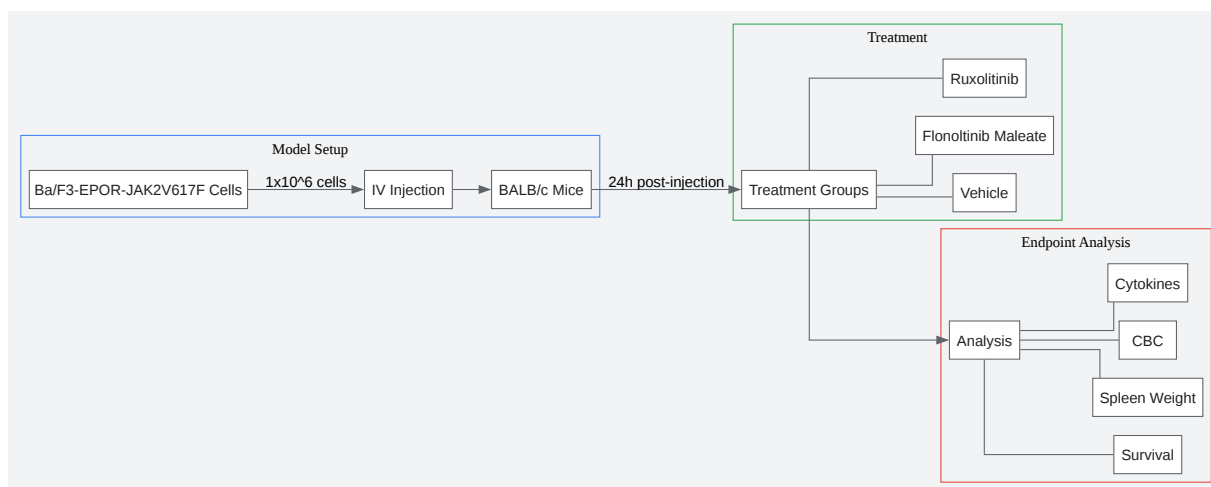 Model Setup
Ba/F3-EPOR-JAK2V617F Cells
1x10^6 cells
IV Injection
BALB/c Mice
24h post-injection
Treatment
Treatment Groups
Ruxolitinib
Flonoltinib Maleate
Vehicle
Endpoint Analysis
Analysis
Cytokines
CBC
Spleen Weight
Survival